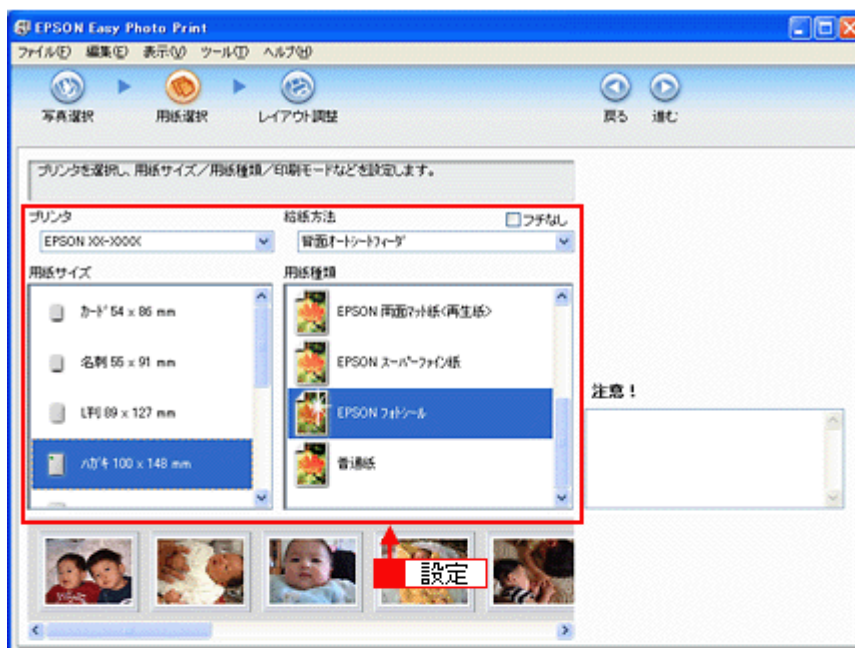 EPSON Easy Photo Print
ファイル(F) 編集(E) 表示(V) ツール(T) ヘルプ(H)
写真選択 用紙選択 レイアウト調整 戻る 進む
プリンタを選択し、用紙サイズ/用紙種類/印刷モードなどを設定します。
プリンタ 給紙方法 フチなし
EPSON XX-XXXX 背面オートシートフィーダ
用紙サイズ 用紙種類
カード 54 x 86 mm
名刺 55 x 91 mm
L判 89 x 127 mm
ハガキ 100 x 148 mm
EPSON 両面マット紙<再生紙>
EPSON スーパーファイン紙
EPSON フォトシール
普通紙
注意!
設定